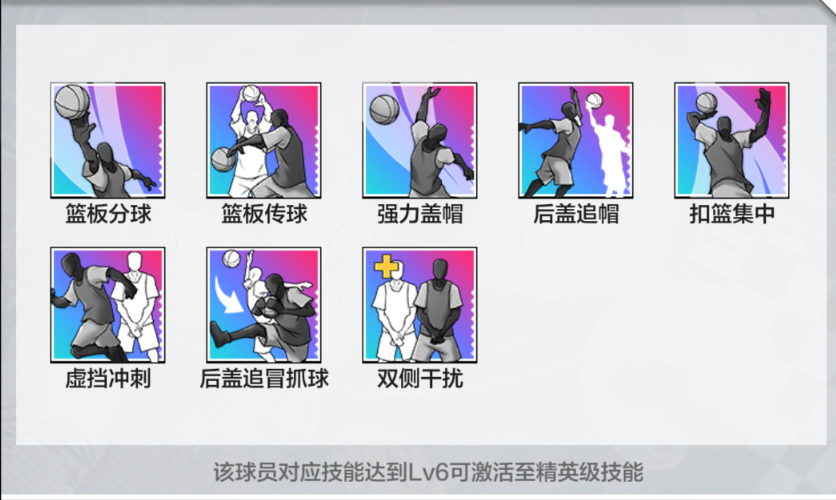 篮板分球
篮板传球
强力盖帽
后盖追帽
扣篮集中
虚挡冲刺
后盖追冒抓球
双侧干扰
该球员对应技能达到Lv6可激活至精英级技能